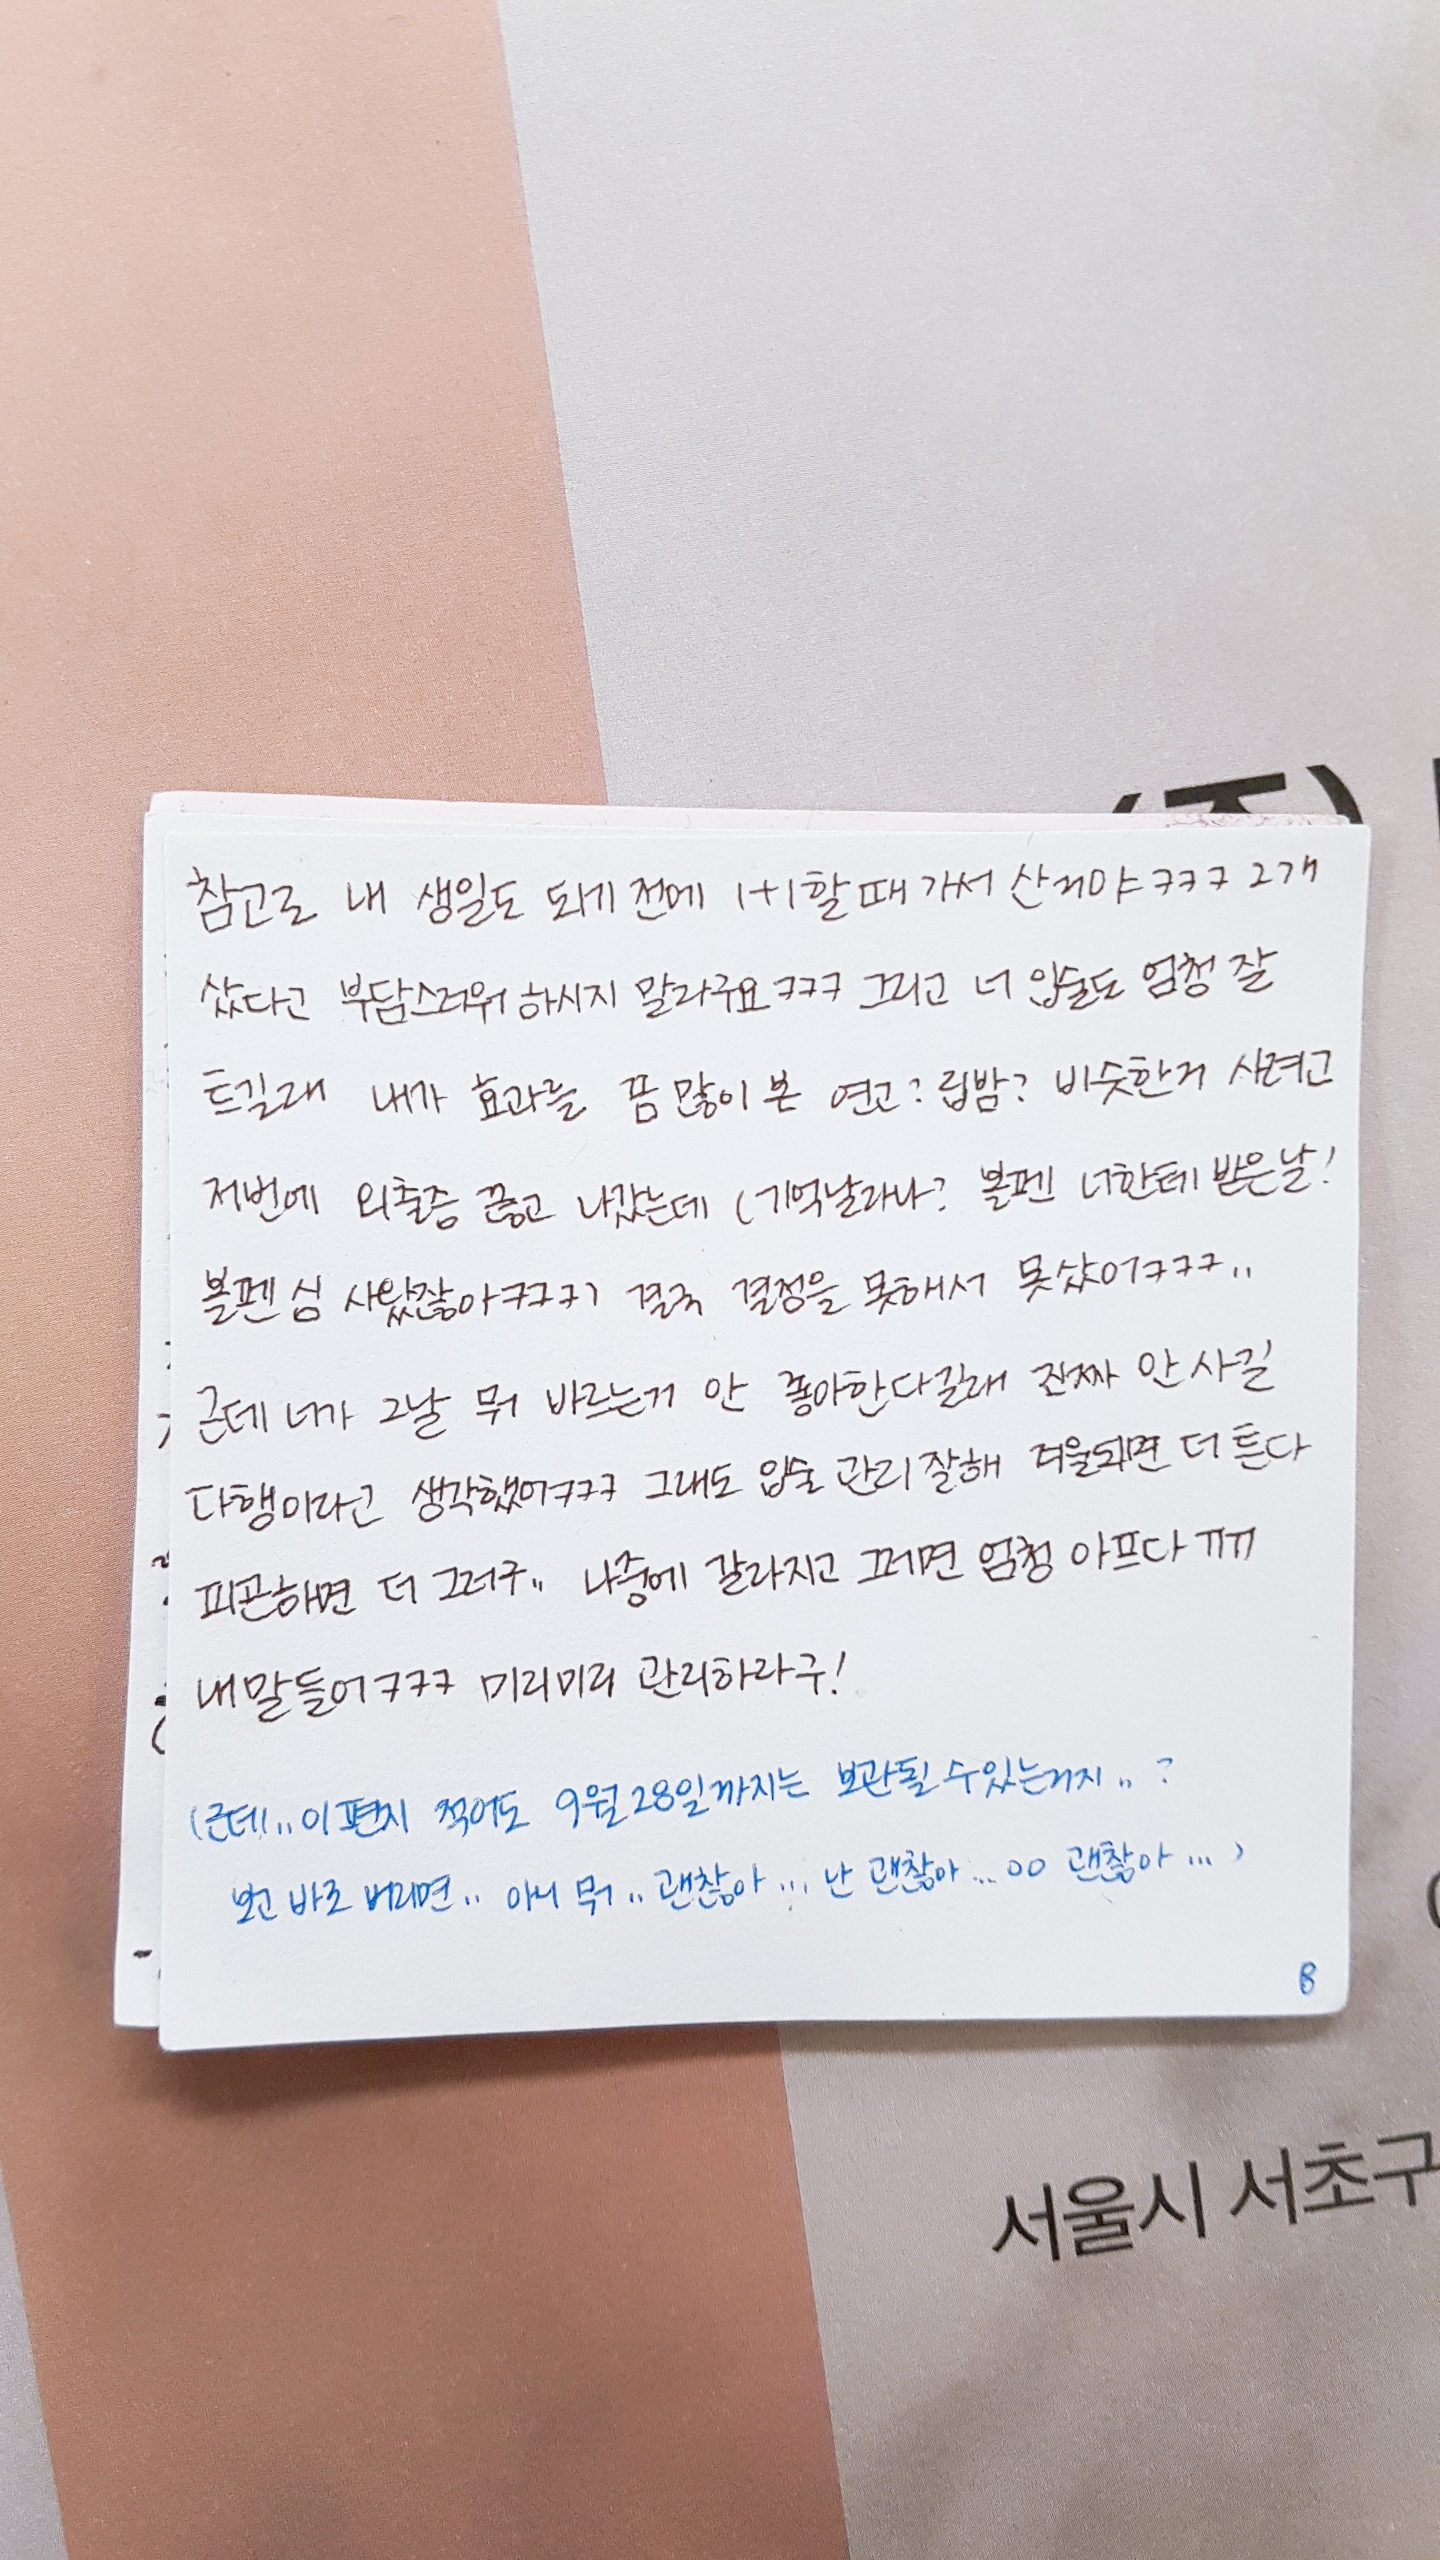 (주)
참고로 내 생일도 되기 전에 1+1할 때 가서 산거야ㅋㅋㅋ 2개
샀다고 부담스러워 하시지 말라구요ㅋㅋㅋ 그리고 너 입술도 엄청 잘
트길래 내가 효과를 꿈 많이 본 연고? 립밤? 비슷한거 사려고
저번에 외출증 끊고 나갔는데 (기억날라나? 볼펜 너한테 받은날!
볼펜 심 사왔잖아ㅋㅋㅋ) 결국 결정을 못해서 못샀어ㅋㅋㅋ..
근데 너가 그날 뭐 바르는거 안 좋아한다길래 진짜 안 사길
다행이라고 생각했어ㅋㅋㅋ 그래도 입술 관리 잘해 겨울되면 더 튼다
피곤하면 더 그러구.. 나중에 갈라지고 그러면 엄청 아프다 ㅠㅠ
내말들어ㅋㅋㅋ 미리미리 관리하라구!
(근데.. 이 편지 적어도 9월 28일까지는 보관될 수 있는거지.. ?
보고 바로 버리면.. 아니 뭐.. 괜찮아... 난 괜찮아... ㅇㅇ 괜찮아...)
8
서울시 서초구